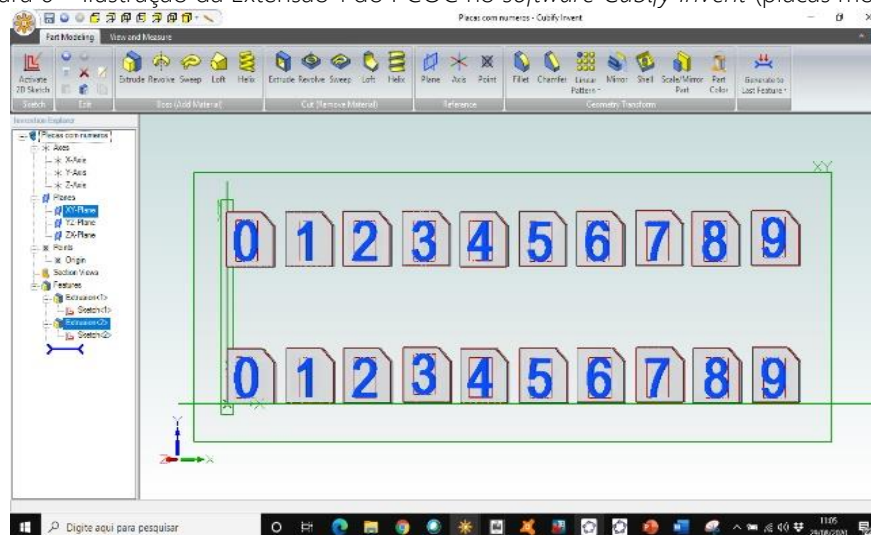 Ilustração da Extensão 1 do PCOC no software Cubify Invent (placas
Placas com numeros - Cubify Invent
Part Modeling View and Measure
Activate 2D Sketch
Extrude Revolve Sweep Loft Helix
Extrude Revolve Sweep Loft Helix
Plane Axis Point
Fillet Chamfer Linear Pattern Mirror Shell Scale/Mirror Part Part Color
Generate to Last Feature
Sketch Edit Boss (Add Material) Cut (Remove Material) Reference Geometry Transform
Placas com numeros
Axes
X-Axis
Y-Axis
Z-Axis
Planes
XY-Plane
YZ-Plane
ZX-Plane
Points
Origin
Section Views
Features
Extrusion<1>
Sketch<1>
Extrusion<2>
Sketch<2>
XY
0 1 2 3 4 5 6 7 8 9
0 1 2 3 4 5 6 7 8 9
X
Y
Z
X
Digite aqui para pesquisar
11:05
29/08/2020